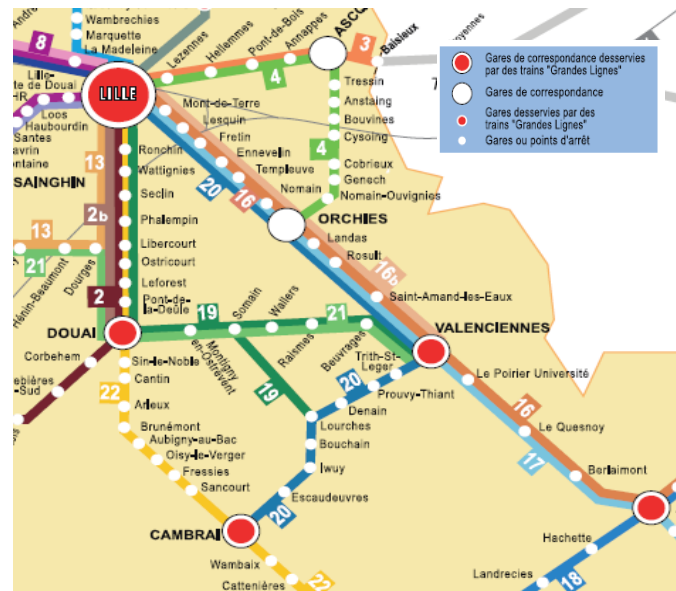 Wambrechies
Marquette
La Madeleine
8
Lille-
te de Douai
HR
Loos
Haubourdin
Santes
avrin
ontaine
SAINGHIN
LILLE
Lezennes
Hellemmes
Pont-de-Bois
Annappes
4
ASCQ
3
Baisieux
Gares de correspondance desservies
par des trains "Grandes Lignes"
Gares de correspondance
Gares desservies par des
trains "Grandes Lignes"
Gares ou points d'arrêt
Tressin
Anstaing
Bouvines
Cysoing
4
Cobrieux
Genech
Nomain-Ouvignies
Mont-de-Terre
Lesquin
Fretin
Ennevelin
Templeuve
Nomain
20
16
ORCHIES
Landas
Rosult
16b
Saint-Amand-les-Eaux
VALENCIENNES
Ronchin
Wattignies
Seclin
Phalempin
Libercourt
Ostricourt
Leforest
Pont-de-
la-Deûle
13
2b
13
21
2
Hénin-Beaumont
Dourges
DOUAI
19
Somain
Wallers
21
Montigny
en-Ostrevent
Raismes
Beuvrages
19
Trith-St-
Leger
20
Prouvy-Thiant
Denain
Lourches
Bouchain
Iwuy
Escaudeuvres
20
Corbehem
ebières
-Sud
Sin-le-Noble
Cantin
22
Arleux
Brunémont
Aubigny-au-Bac
Oisy-le-Verger
Fressies
Sancourt
CAMBRAI
Wambaix
Cattenières
22
Le Poirier Université
16
Le Quesnoy
17
Berlaimont
Hachette
Landrecies
18